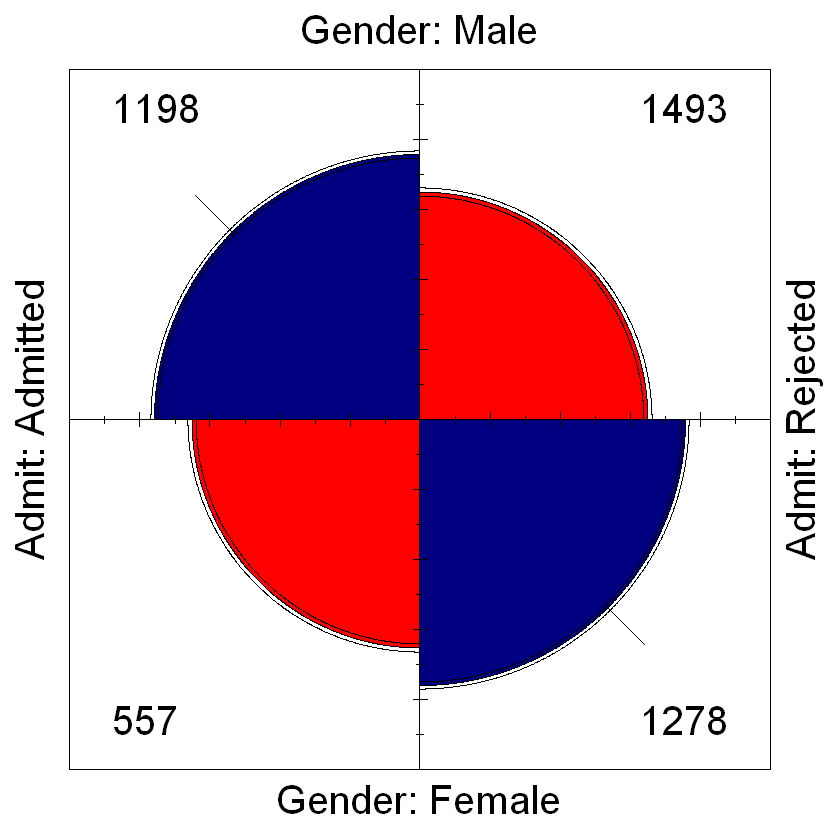 Gender: Male
1198
1493
Admit: Admitted
Admit: Rejected
557
1278
Gender: Female